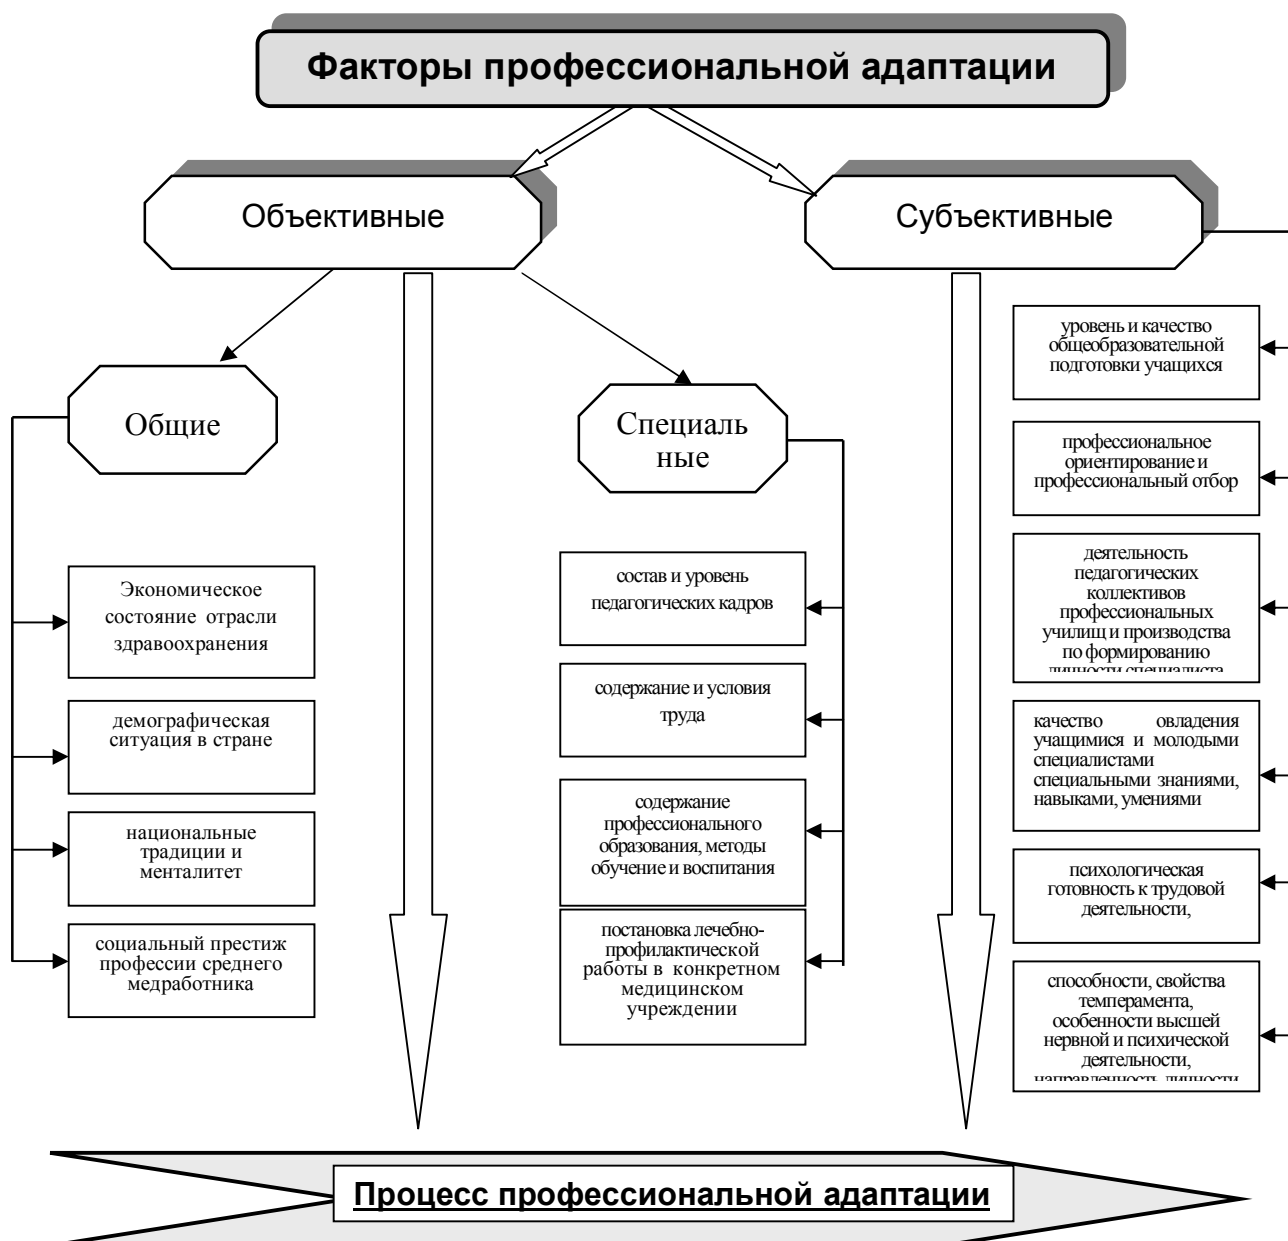 Факторы профессиональной адаптации
Объективные
Субъективные
Общие
Специаль
ные
Экономическое
состояние отрасли
здравоохранения
демографическая
ситуация в стране
национальные
традиции и
менталитет
социальный престиж
профессии среднего
медработника
состав и уровень
педагогических кадров
содержание и условия
труда
содержание
профессионального
образования, методы
обучение и воспитания
постановка лечебно-
профилактической
работы в конкретном
медицинском
учреждении
уровень и качество
общеобразовательной
подготовки учащихся
профессиональное
ориентирование и
профессиональный отбор
деятельность
педагогических
коллективов
профессиональных
училищ и производства
по формированию
личности специалиста
качество овладения
учащимися и молодыми
специалистами
специальными знаниями,
навыками, умениями
психологическая
готовность к трудовой
деятельности,
способности, свойства
темперамента,
особенности высшей
нервной и психической
деятельности,
направленность личности
Процесс профессиональной адаптации